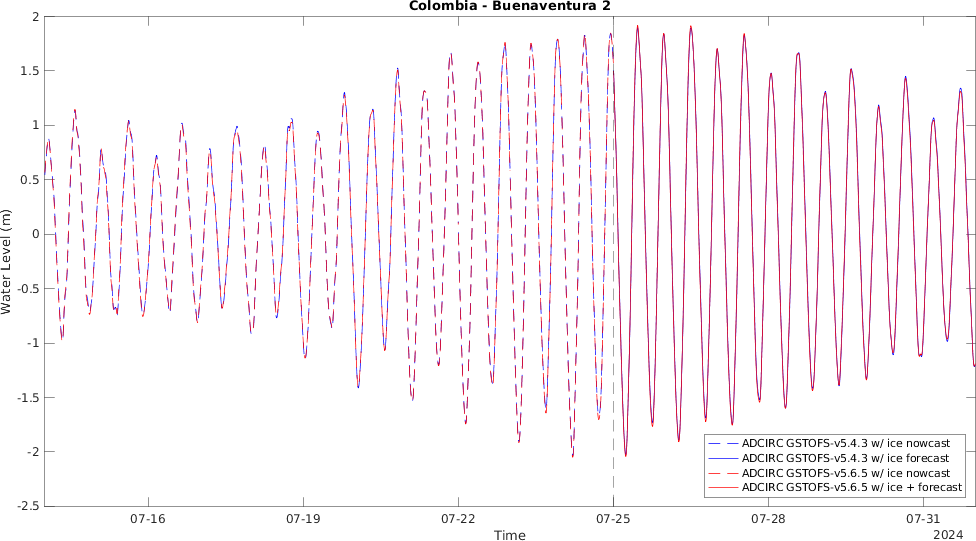 Colombia - Buenaventura 2
2
1.5
1
0.5
0
-0.5
-1
-1.5
-2
-2.5
Water Level (m)
07-16
07-19
07-22
07-25
07-28
07-31
Time
2024
ADCIRC GSTOFS-v5.4.3 w/ ice nowcast
ADCIRC GSTOFS-v5.4.3 w/ ice forecast
ADCIRC GSTOFS-v5.6.5 w/ ice nowcast
ADCIRC GSTOFS-v5.6.5 w/ ice + forecast